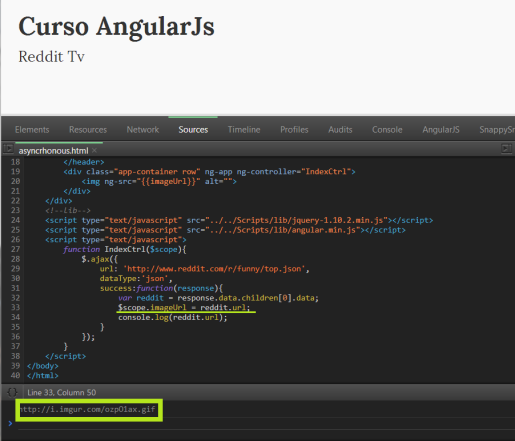 Curso AngularJs
Reddit Tv
Elements Resources Network Sources Timeline Profiles Audits Console AngularJS SnappySn
asyncrhonous.html ×
18 </header>
19 <div class="app-container row" ng-app ng-controller="IndexCtrl">
20 <img ng-src="{{imageUrl}}" alt="">
21 </div>
22 </div>
23 <!--lib-->
24 <script type="text/javascript" src="../../Scripts/lib/jquery-1.10.2.min.js"></script>
25 <script type="text/javascript" src="../../Scripts/lib/angular.min.js"></script>
26 <script type="text/javascript">
27 function IndexCtrl($scope){
28 $.ajax({
29 url: 'http://www.reddit.com/r/funny/top.json',
30 dataType:'json',
31 success:function(response){
32 var reddit = response.data.children[0].data;
33 $scope.imageUrl = reddit.url;
34 console.log(reddit.url);
35 }
36 });
37 }
38 </script>
39 </body>
40 </html>
{} Line 33, Column 50
http://i.imgur.com/ozpO1ax.gif
>